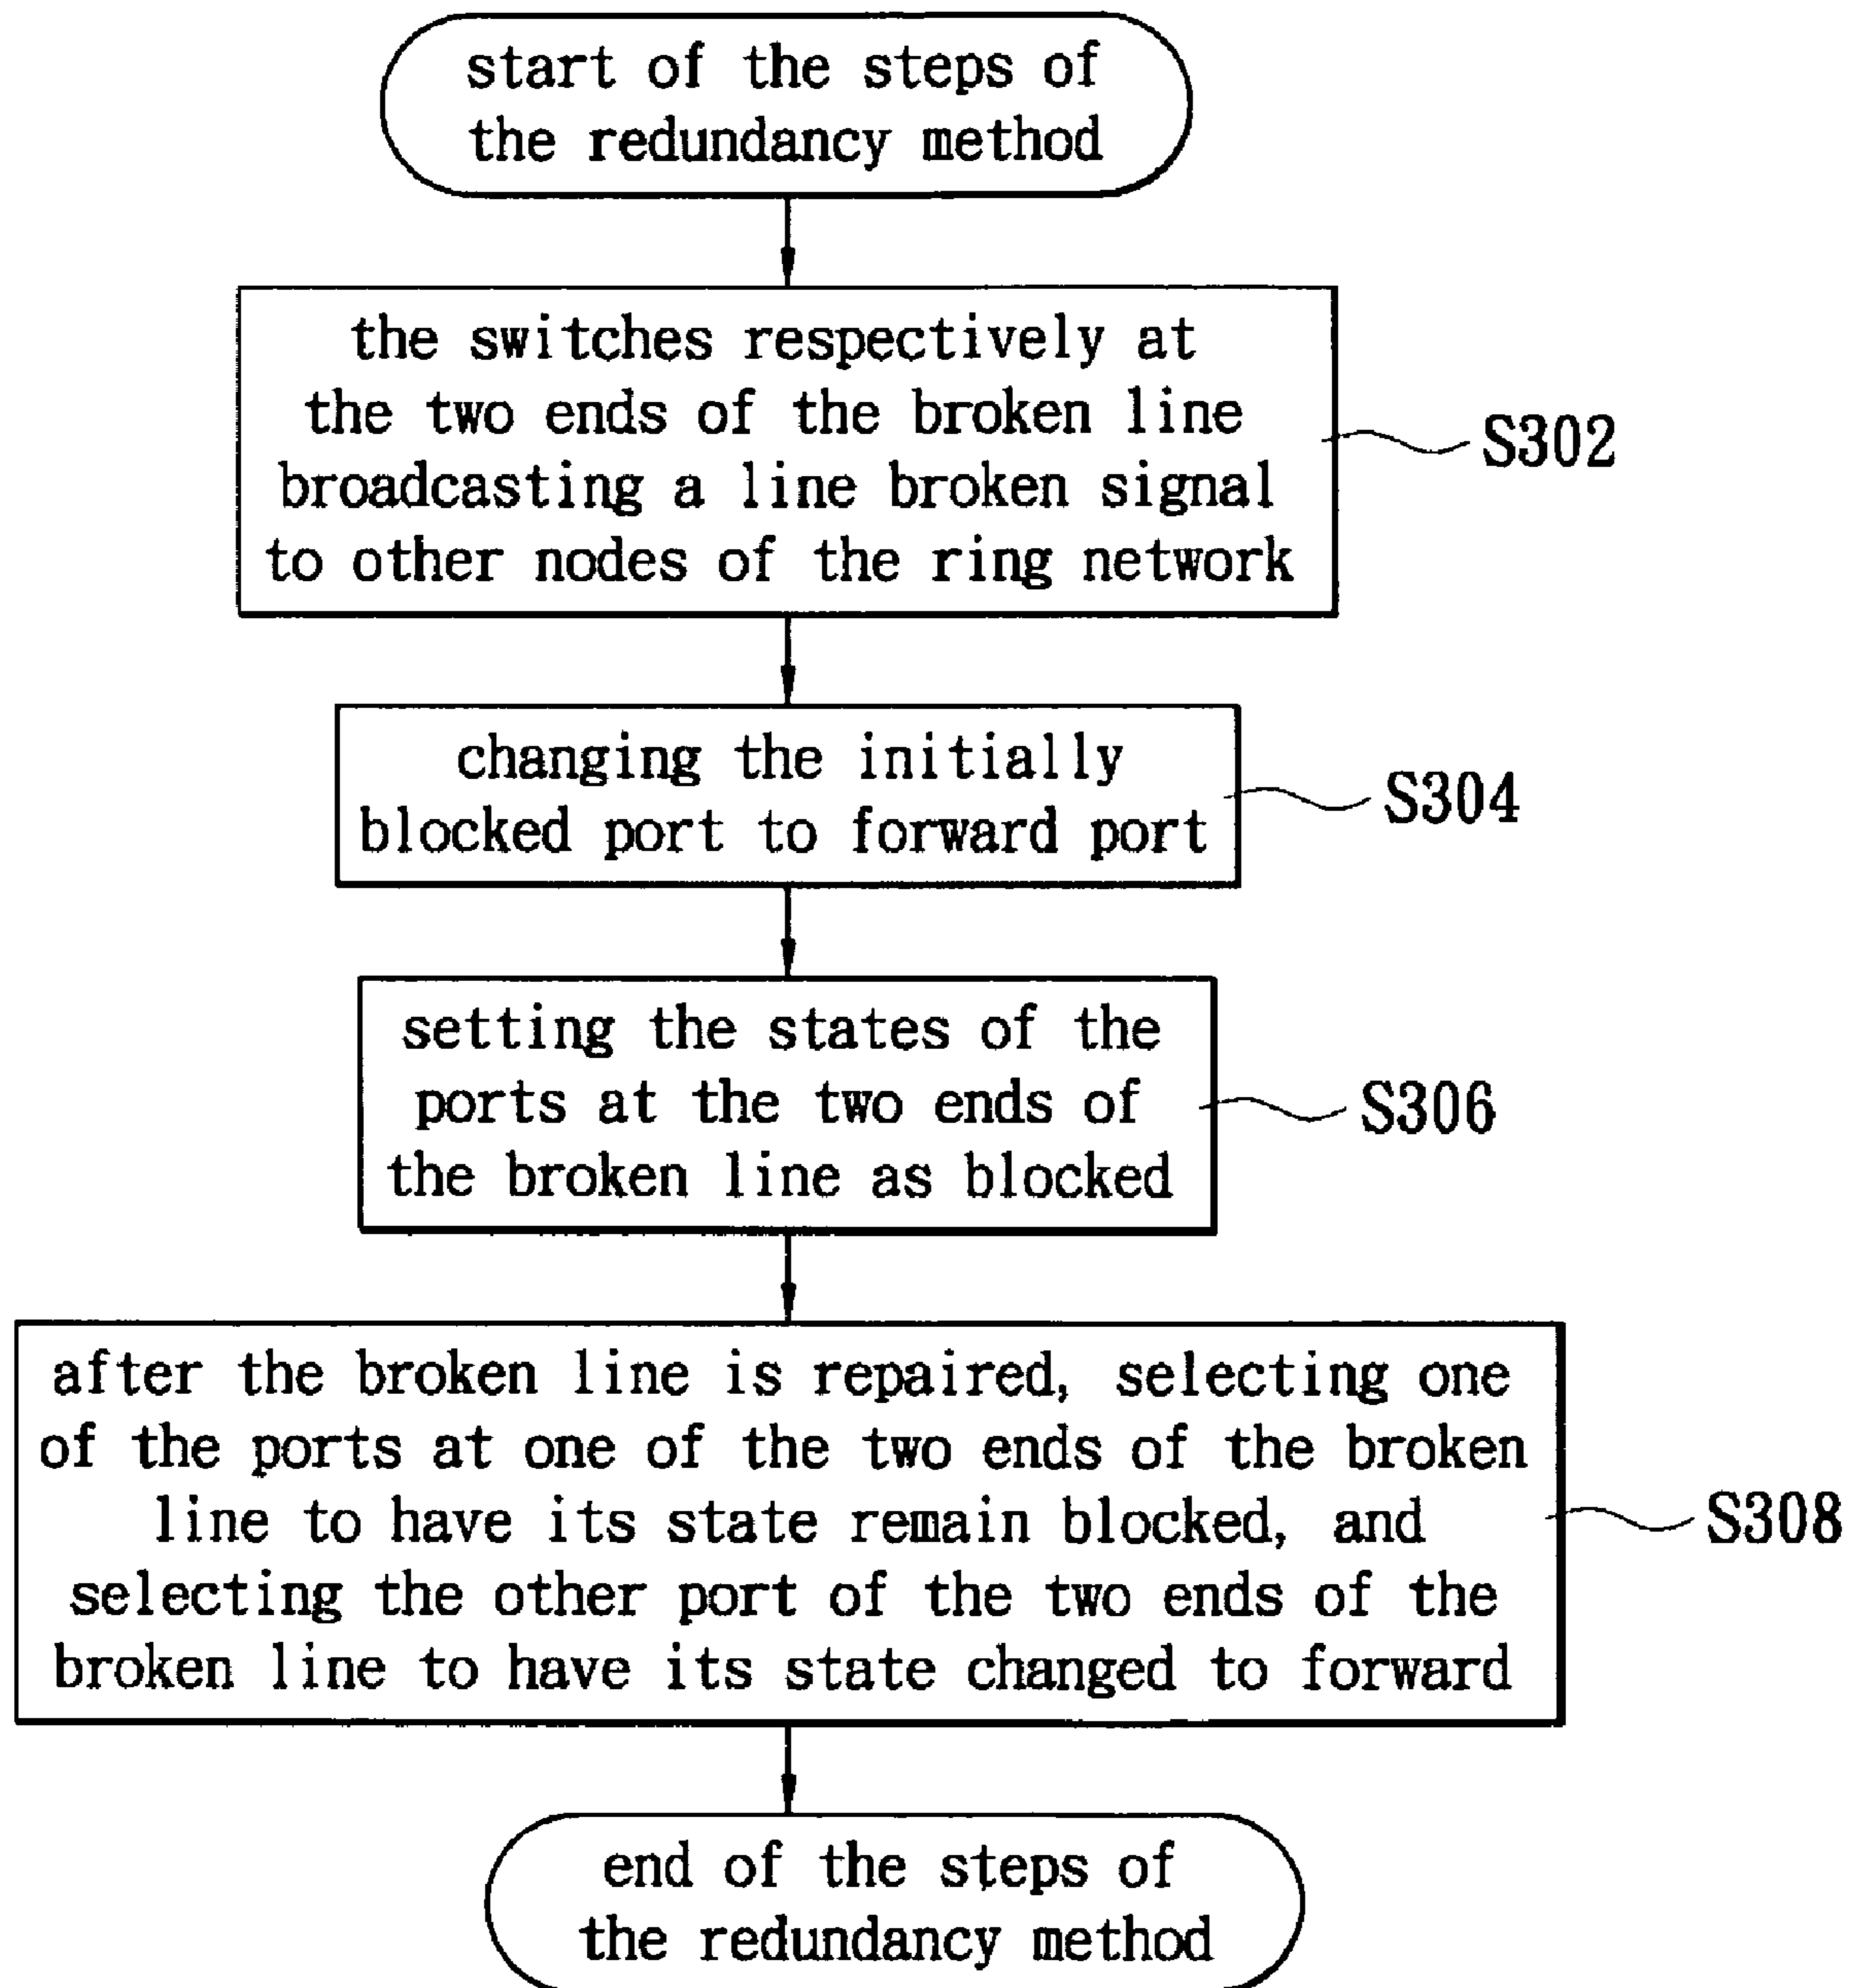 start of the steps of
the redundancy method
the switches respectively at
the two ends of the broken line
broadcasting a line broken signal
to other nodes of the ring network
S302
changing the initially
blocked port to forward port
S304
setting the states of the
ports at the two ends of
the broken line as blocked
S306
after the broken line is repaired, selecting one
of the ports at one of the two ends of the broken
line to have its state remain blocked, and
selecting the other port of the two ends of the
broken line to have its state changed to forward
S308
end of the steps of
the redundancy method